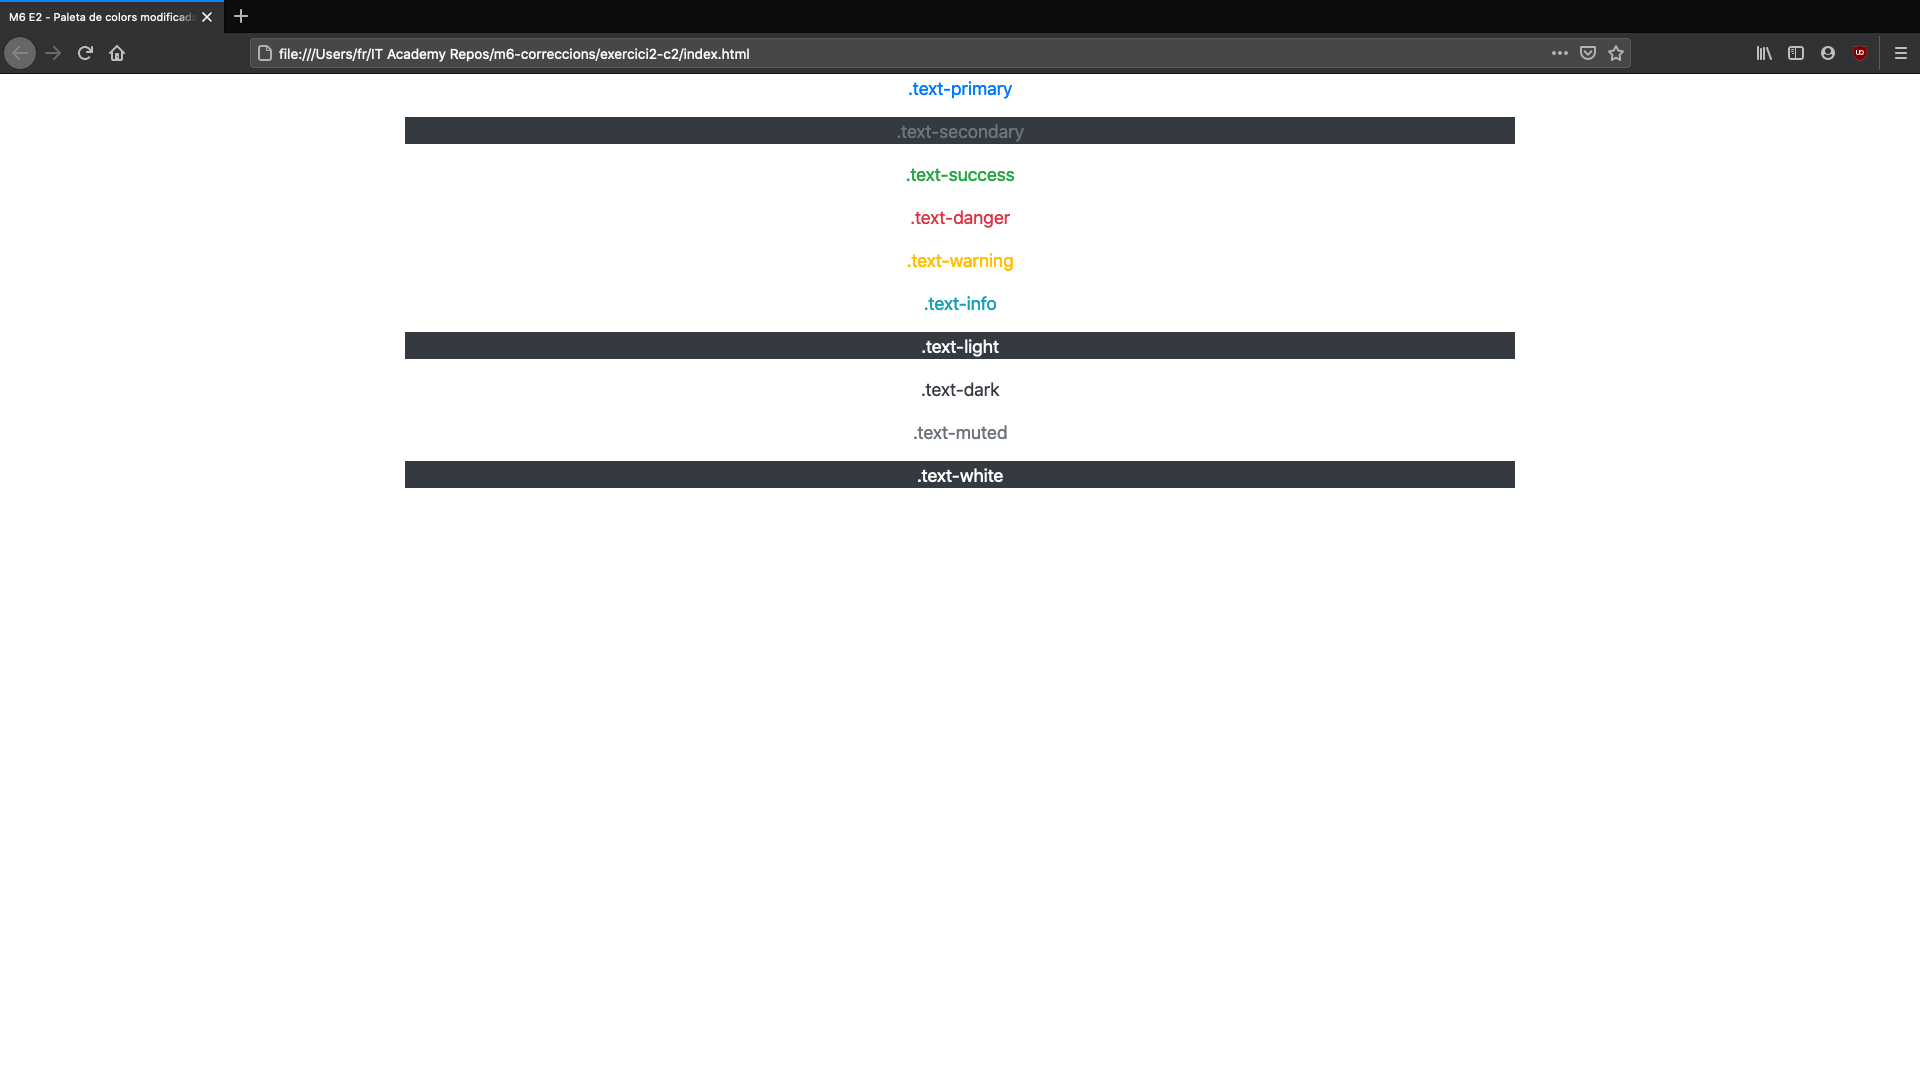 M6 E2 - Paleta de colors modificada
file:///Users/fr/IT Academy Repos/m6-correccions/exercici2-c2/index.html
.text-primary
.text-secondary
.text-success
.text-danger
.text-warning
.text-info
.text-light
.text-dark
.text-muted
.text-white